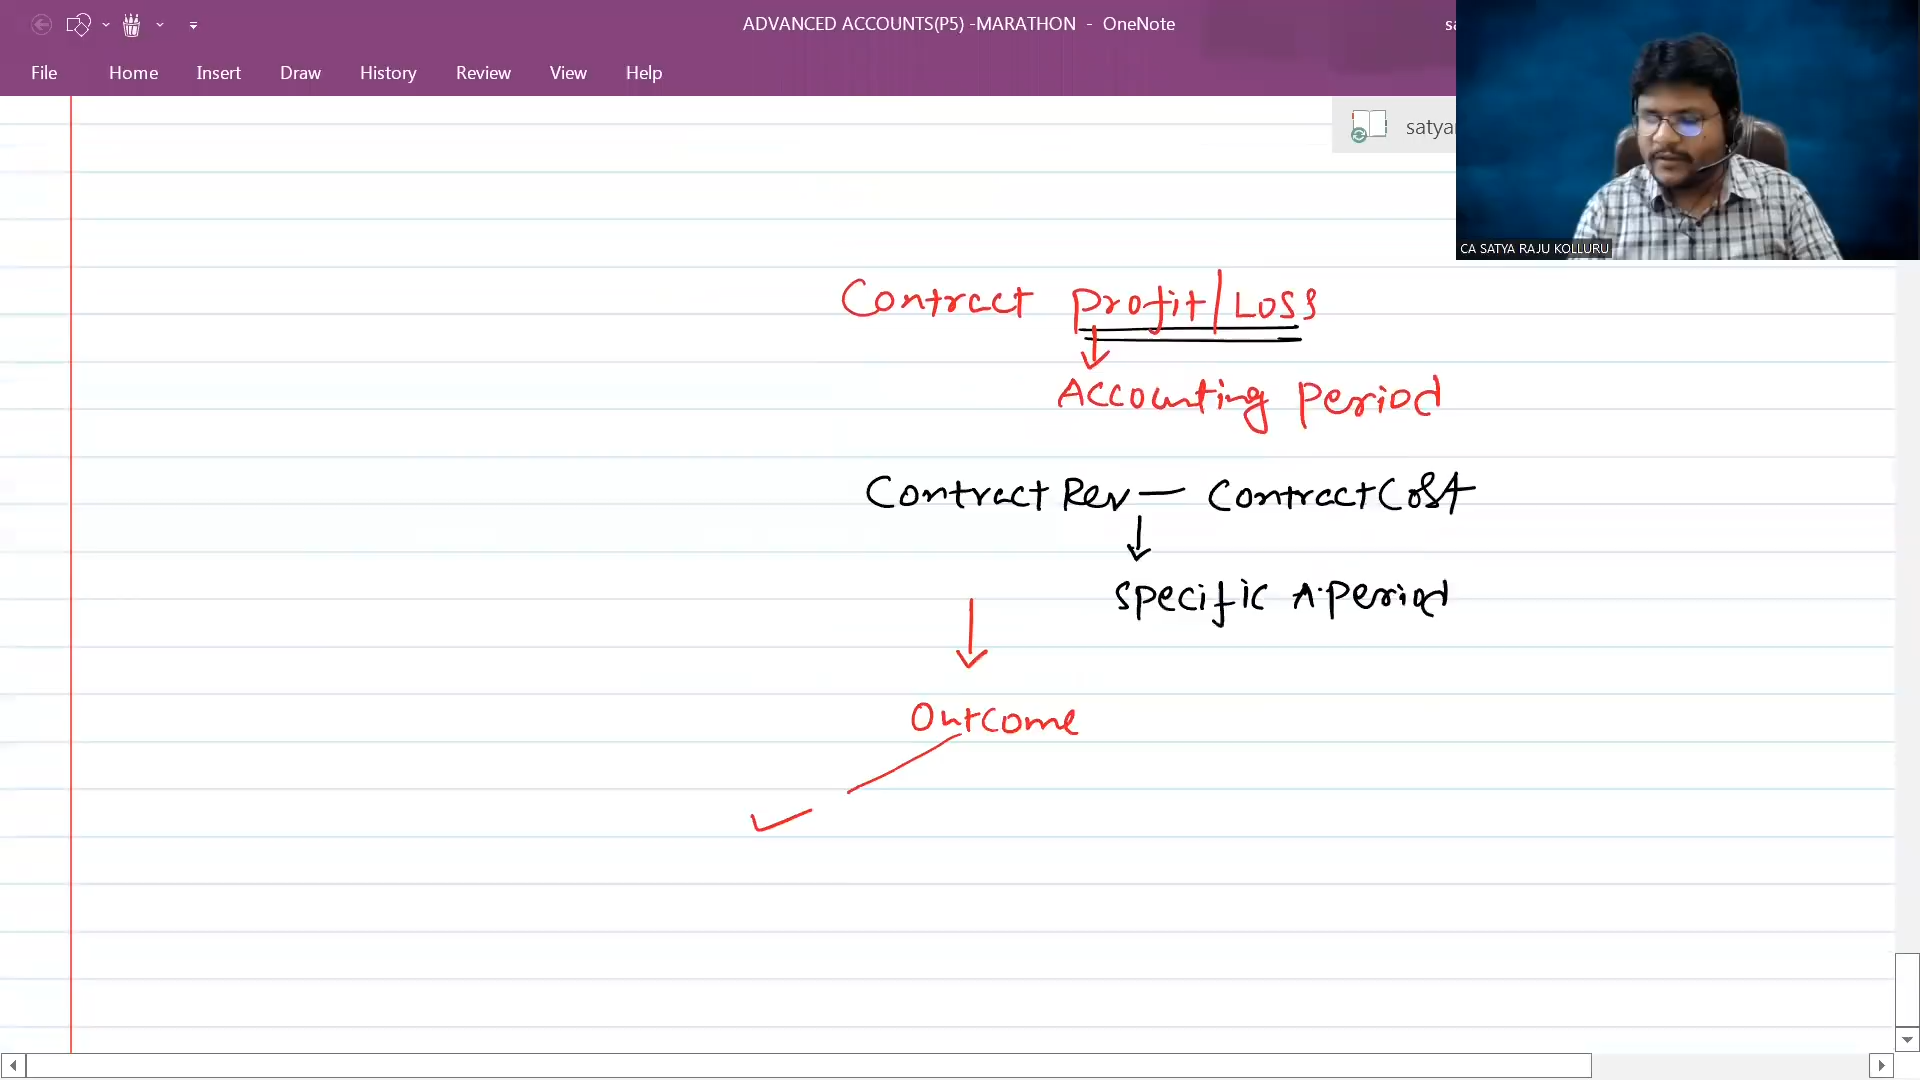 ADVANCED ACCOUNTS(P5) -MARATHON - OneNote
File Home Insert Draw History Review View Help
CA SATYA RAJU KOLLURU
Contract Profit/Loss
Accounting Period
Contract Rev — Contract Cost
Specific A.Period
Outcome